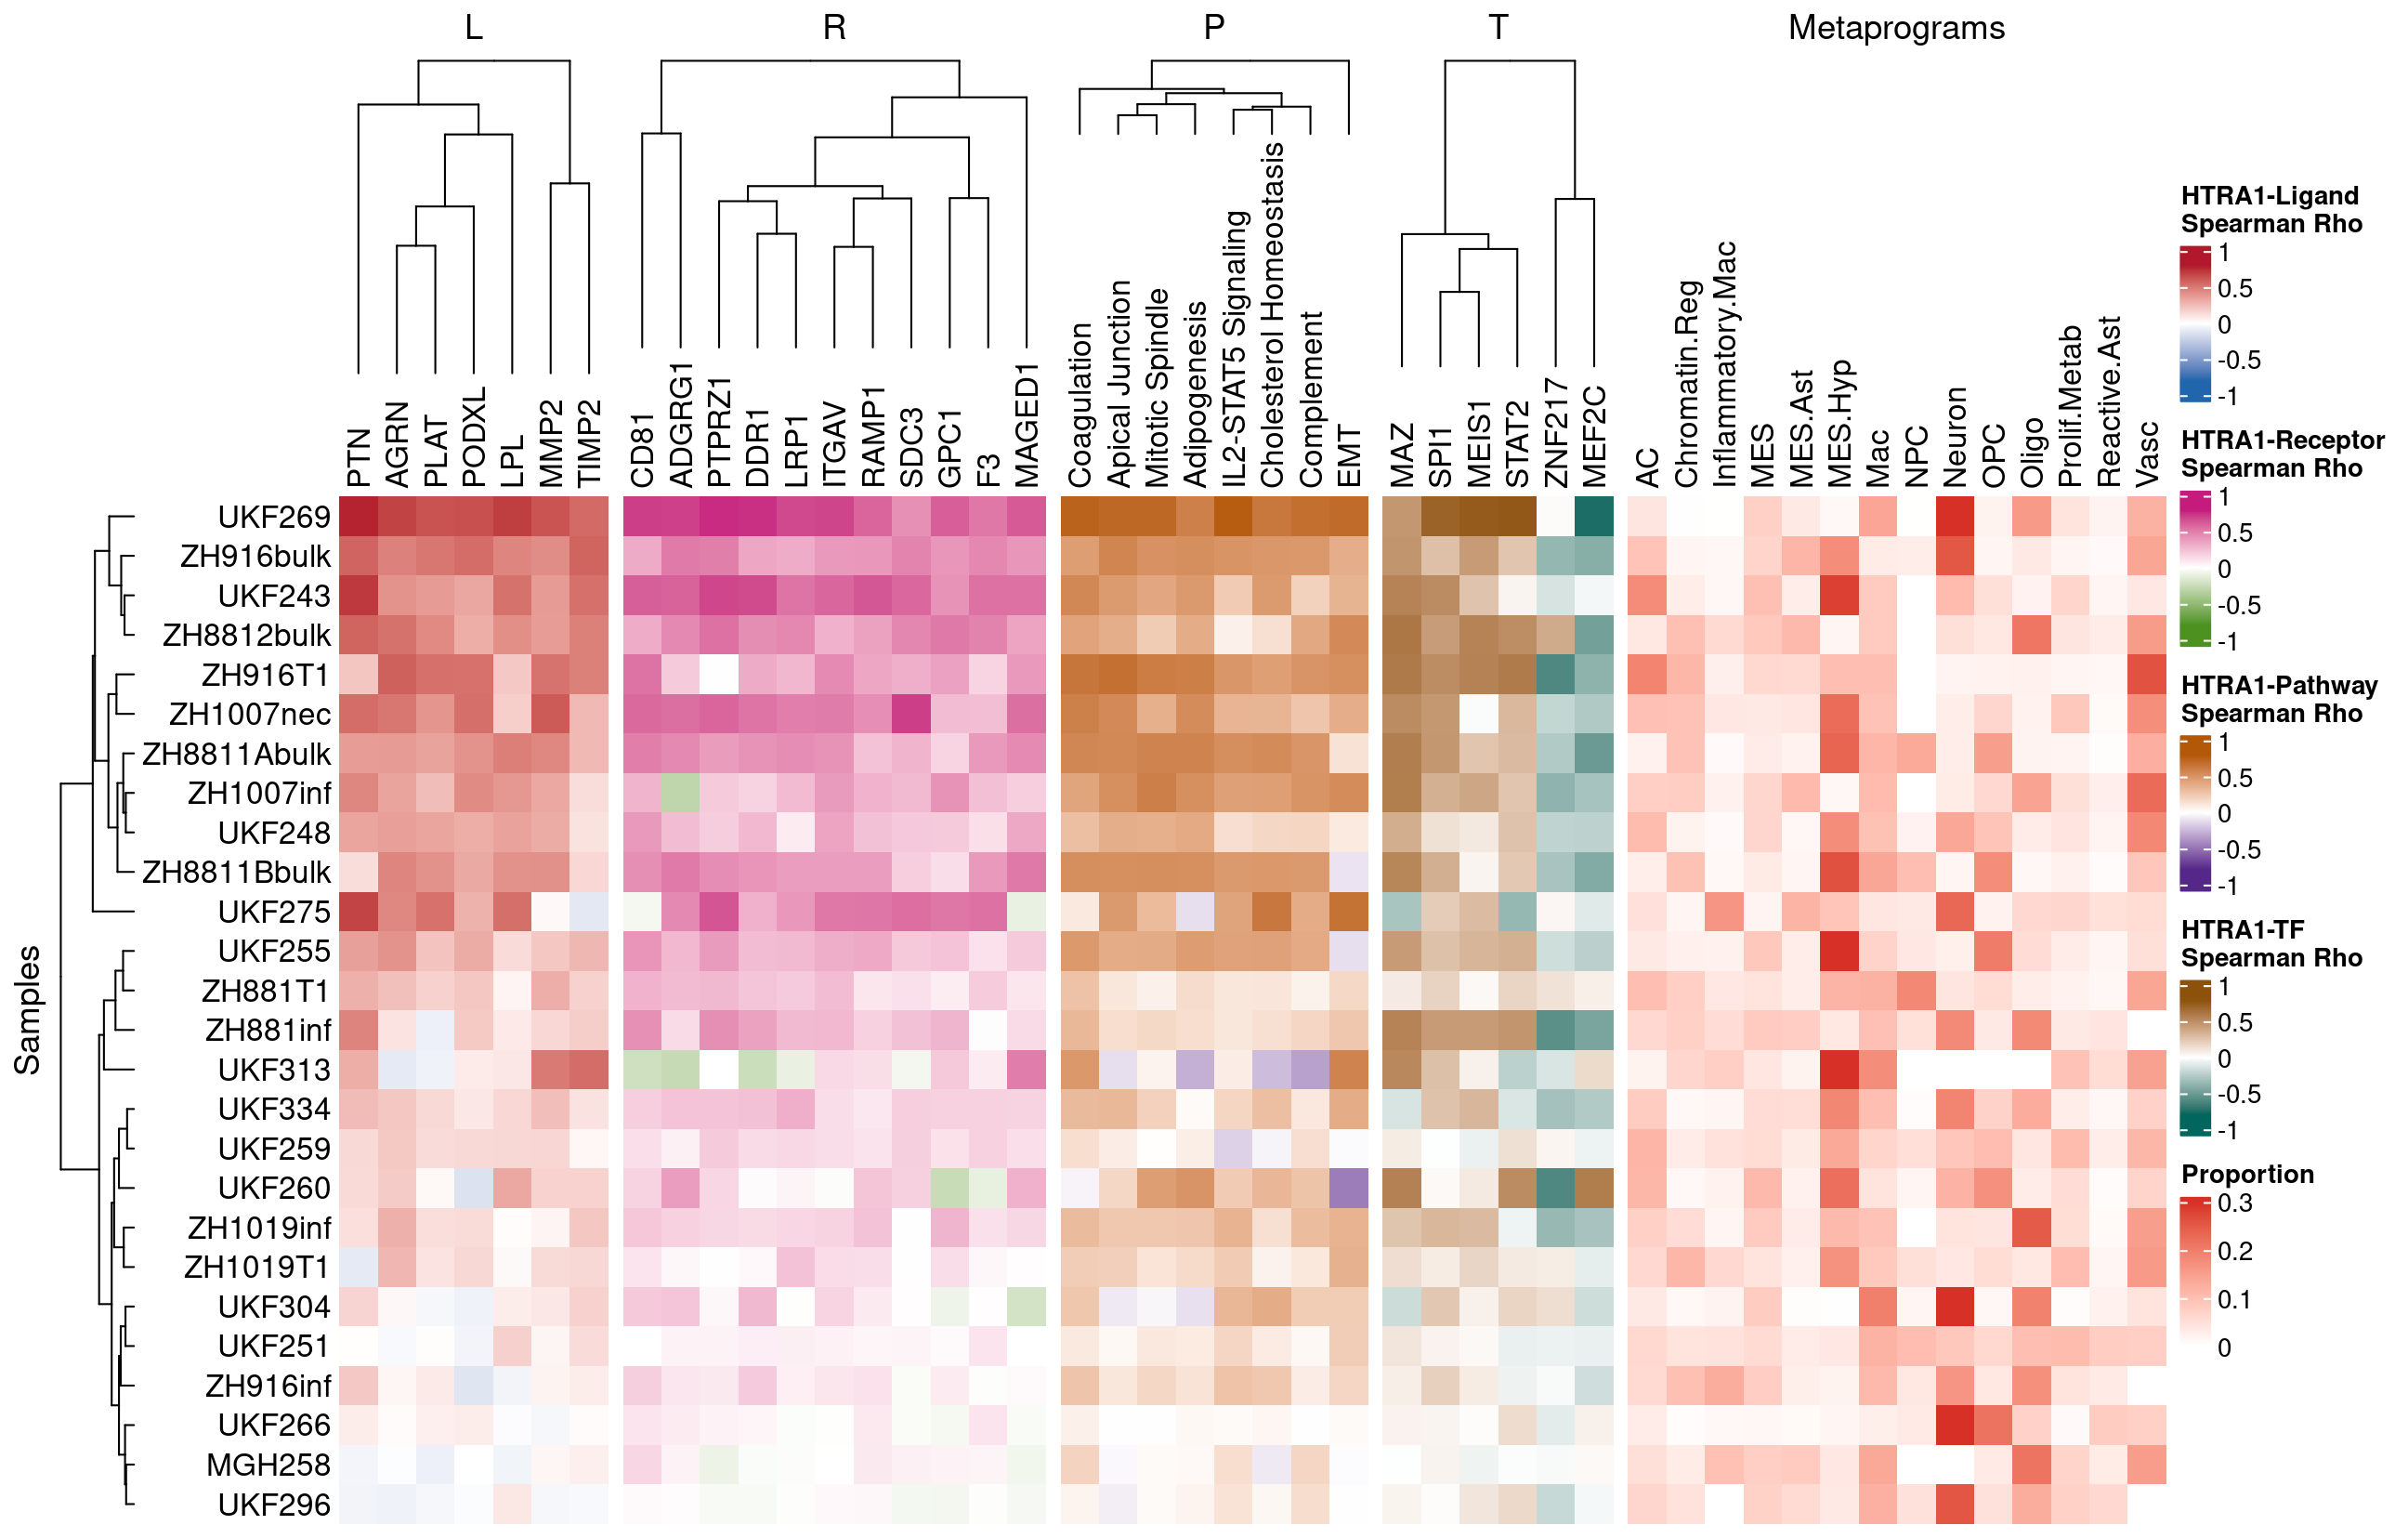 L R P T Metaprograms
PTN AGRN PLAT PODXL LPL MMP2 TIMP2
CD81 ADGRG1 PTPRZ1 DDR1 LRP1 ITGAV RAMP1 SDC3 GPC1 F3 MAGED1
Coagulation
Apical Junction
Mitotic Spindle
Adipogenesis
IL2-STAT5 Signaling
Cholesterol Homeostasis
Complement
EMT
MAZ SPI1 MEIS1 STAT2 ZNF217 MEF2C
AC
Chromatin.Reg
Inflammatory.Mac
MES
MES.Ast
MES.Hyp
Mac
NPC
Neuron
OPC
Oligo
Prolif.Metab
Reactive.Ast
Vasc
Samples
UKF269
ZH916bulk
UKF243
ZH8812bulk
ZH916T1
ZH1007nec
ZH8811Abulk
ZH1007inf
UKF248
ZH8811Bbulk
UKF275
UKF255
ZH881T1
ZH881inf
UKF313
UKF334
UKF259
UKF260
ZH1019inf
ZH1019T1
UKF304
UKF251
ZH916inf
UKF266
MGH258
UKF296
HTRA1-Ligand
Spearman Rho
1
0.5
0
-0.5
-1
HTRA1-Receptor
Spearman Rho
1
0.5
0
-0.5
-1
HTRA1-Pathway
Spearman Rho
1
0.5
0
-0.5
-1
HTRA1-TF
Spearman Rho
1
0.5
0
-0.5
-1
Proportion
0.3
0.2
0.1
0